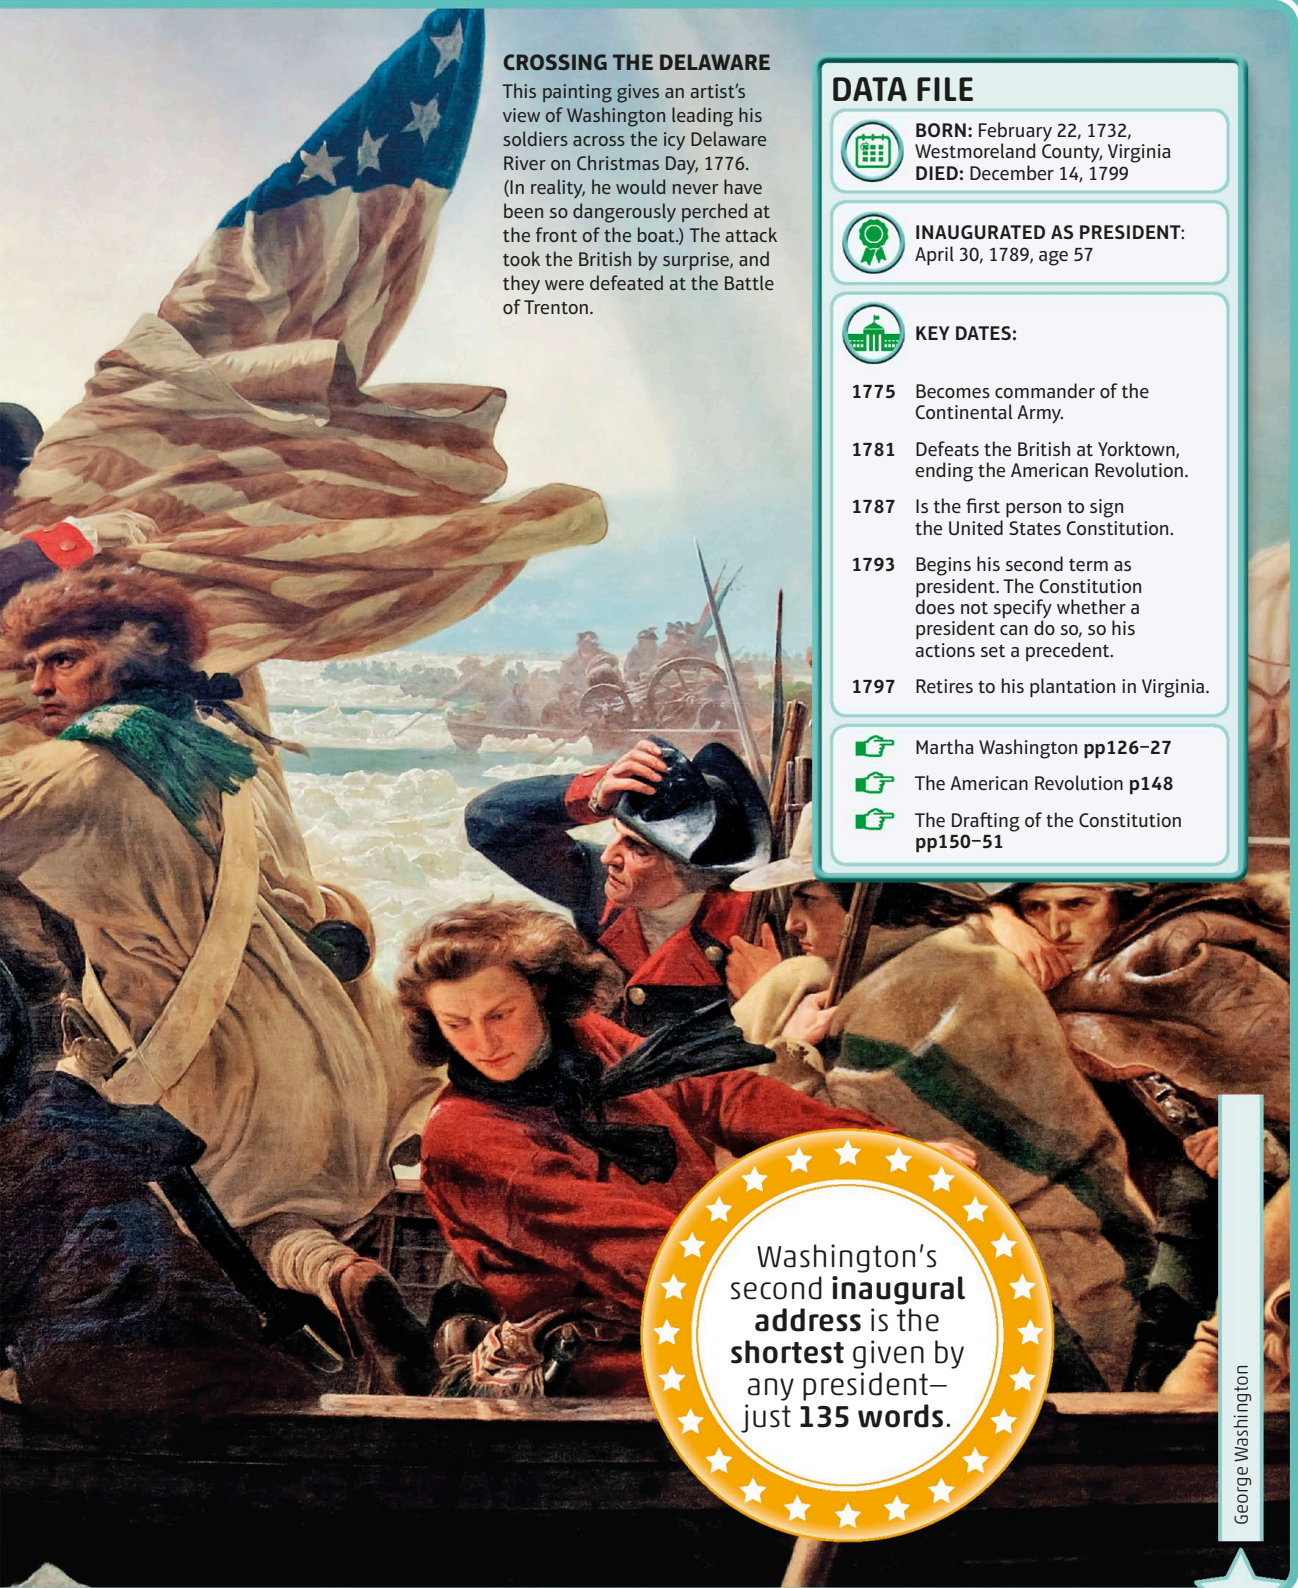 CROSSING THE DELAWARE
This painting gives an artist's
view of Washington leading his
soldiers across the icy Delaware
River on Christmas Day, 1776.
(In reality, he would never have
been so dangerously perched at
the front of the boat.) The attack
took the British by surprise, and
they were defeated at the Battle
of Trenton.
DATA FILE
BORN: February 22, 1732,
Westmoreland County, Virginia
DIED: December 14, 1799
INAUGURATED AS PRESIDENT:
April 30, 1789, age 57
KEY DATES:
1775 Becomes commander of the
Continental Army.
1781 Defeats the British at Yorktown,
ending the American Revolution.
1787 Is the first person to sign
the United States Constitution.
1793 Begins his second term as
president. The Constitution
does not specify whether a
president can do so, so his
actions set a precedent.
1797 Retires to his plantation in Virginia.
Martha Washington pp126–27
The American Revolution p148
The Drafting of the Constitution
pp150–51
Washington's
second inaugural
address is the
shortest given by
any president—
just 135 words.
George Washington